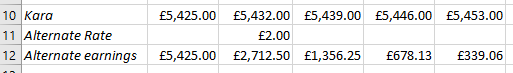 10 Kara £5,425.00 £5,432.00 £5,439.00 £5,446.00 £5,453.00
11 Alternate Rate £2.00
12 Alternate earnings £5,425.00 £2,712.50 £1,356.25 £678.13 £339.06